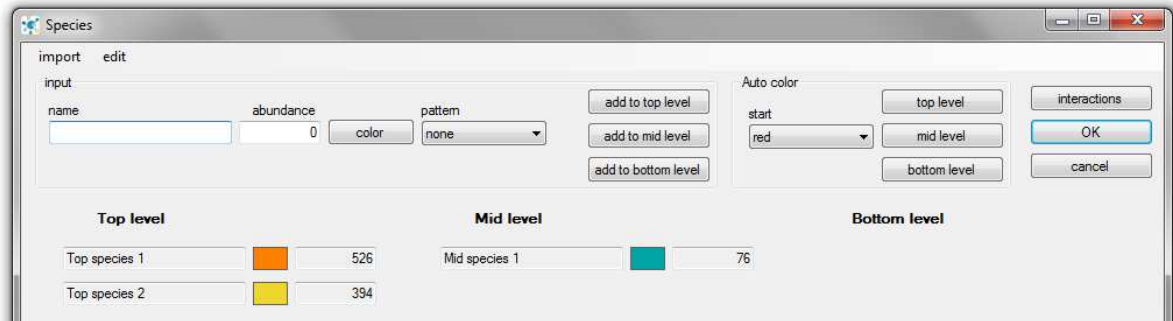 Species
import edit
input
name
abundance
0
color
pattern
none
add to top level
add to mid level
add to bottom level
Auto color
start
red
top level
mid level
bottom level
interactions
OK
cancel
Top level
Mid level
Bottom level
Top species 1 526
Mid species 1 76
Top species 2 394